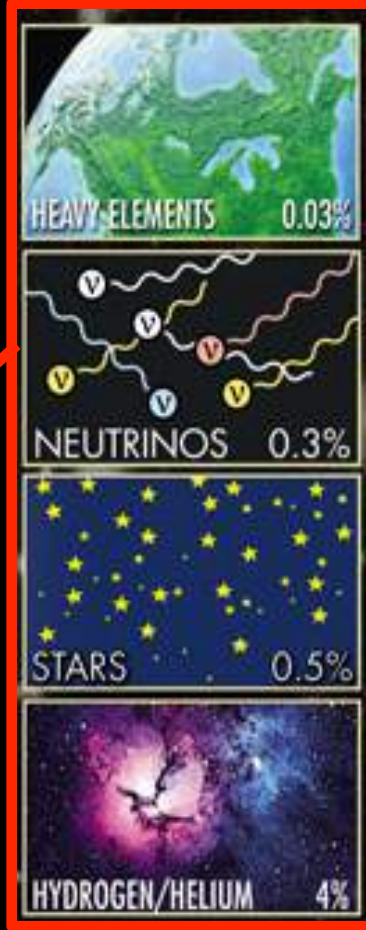 HEAVY ELEMENTS 0.03%
ν
ν
ν
ν
ν
ν
NEUTRINOS 0.3%
STARS 0.5%
HYDROGEN/HELIUM 4%